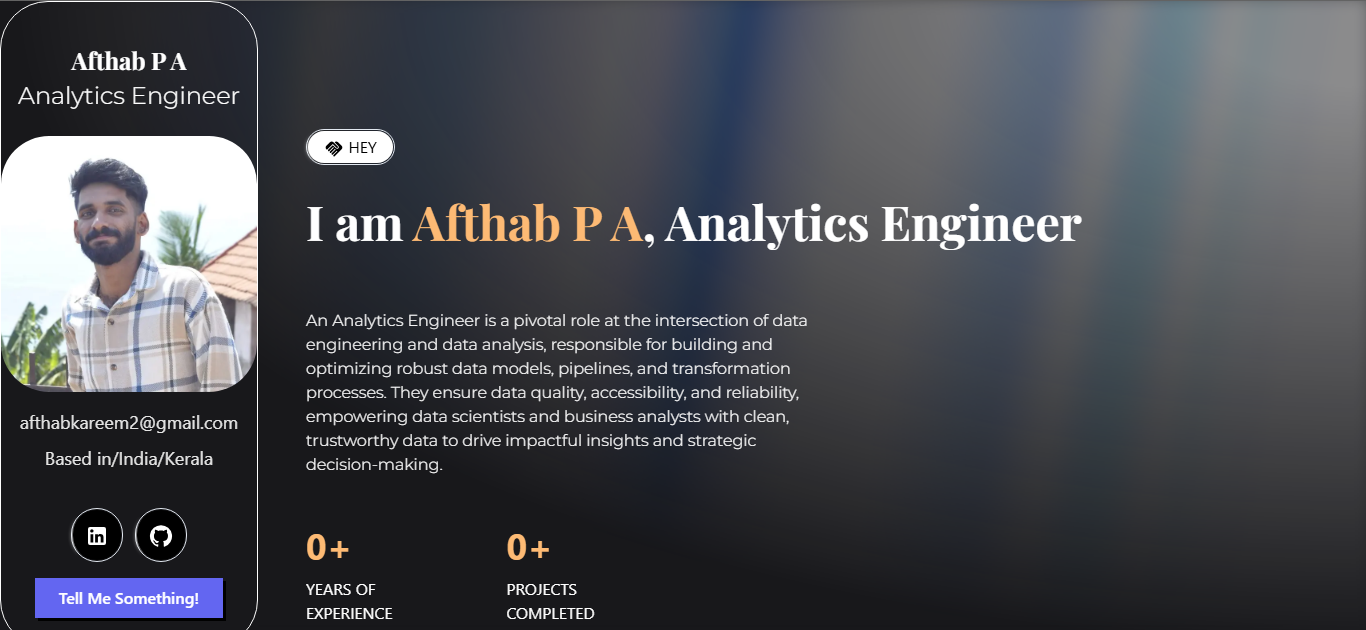 Afthab P A
Analytics Engineer
afthabkareem2@gmail.com
Based in/India/Kerala
Tell Me Something!
HEY
I am Afthab P A, Analytics Engineer
An Analytics Engineer is a pivotal role at the intersection of data
engineering and data analysis, responsible for building and
optimizing robust data models, pipelines, and transformation
processes. They ensure data quality, accessibility, and reliability,
empowering data scientists and business analysts with clean,
trustworthy data to drive impactful insights and strategic
decision-making.
0+
YEARS OF
EXPERIENCE
0+
PROJECTS
COMPLETED